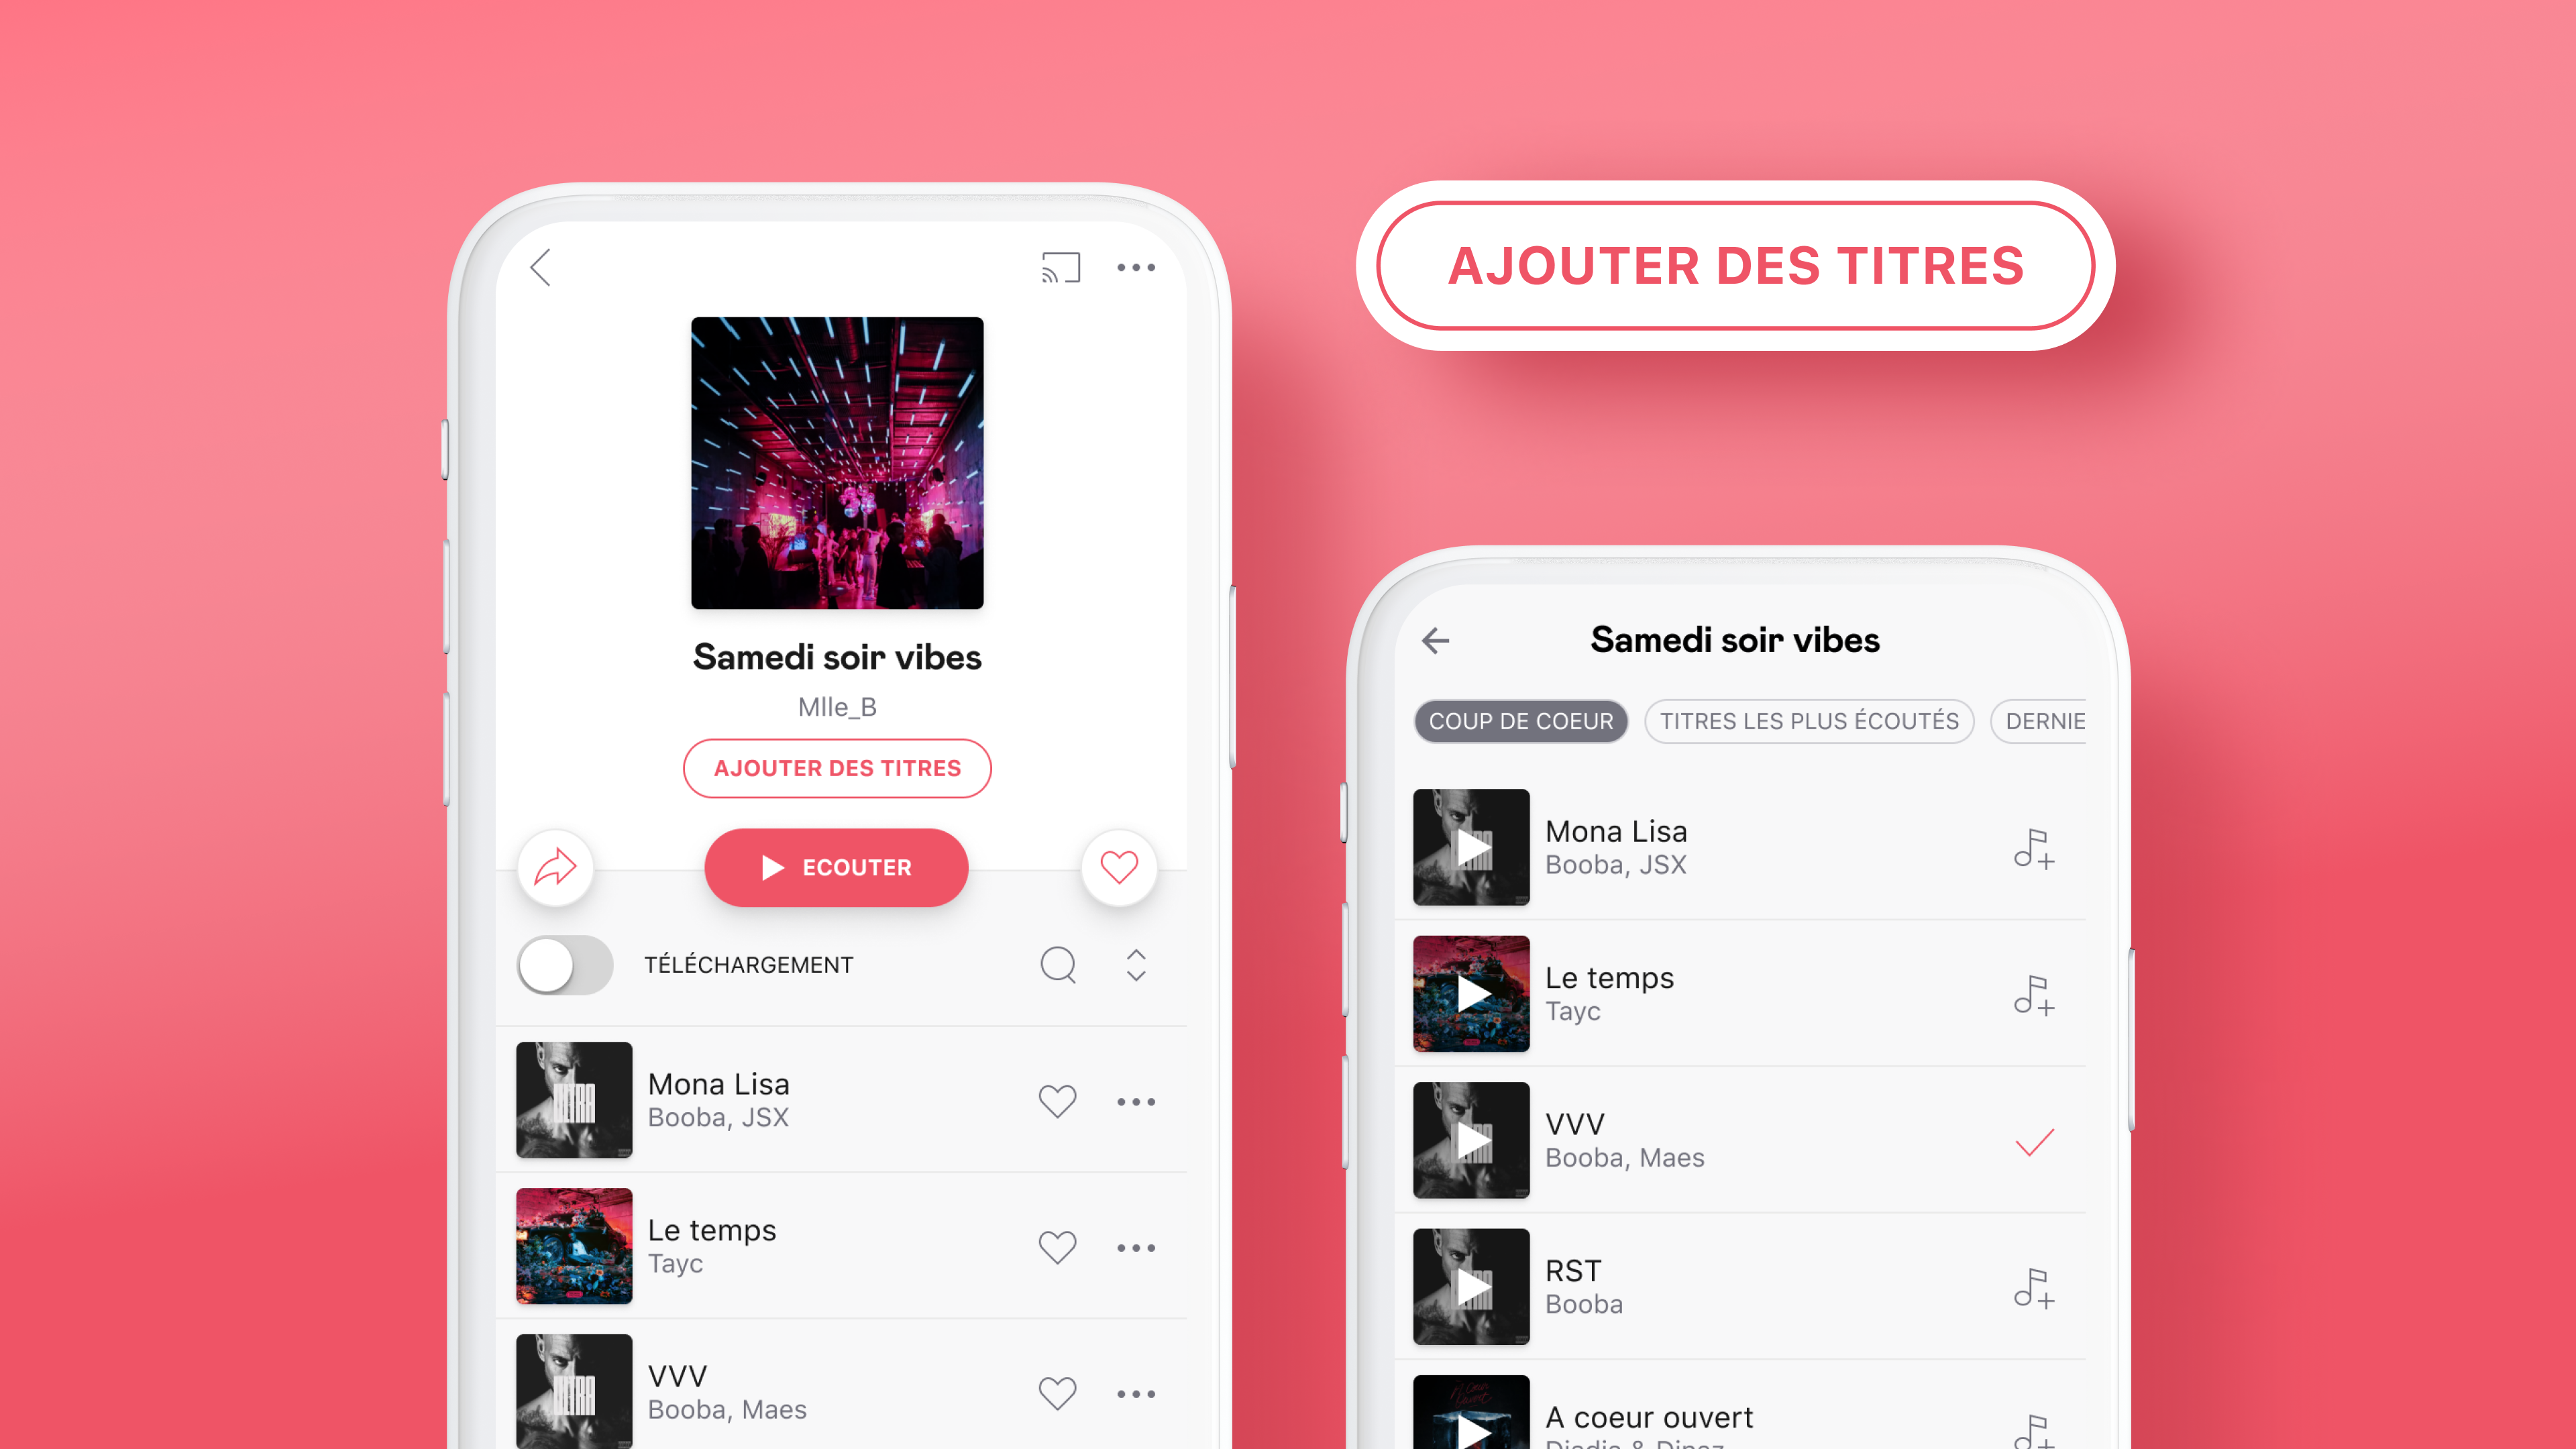 Samedi soir vibes
Mlle_B
AJOUTER DES TITRES
ECOUTER
TÉLÉCHARGEMENT
Mona Lisa
Booba, JSX
Le temps
Tayc
VVV
Booba, Maes
AJOUTER DES TITRES
Samedi soir vibes
COUP DE COEUR
TITRES LES PLUS ÉCOUTÉS
DERNIE
Mona Lisa
Booba, JSX
Le temps
Tayc
VVV
Booba, Maes
RST
Booba
A coeur ouvert